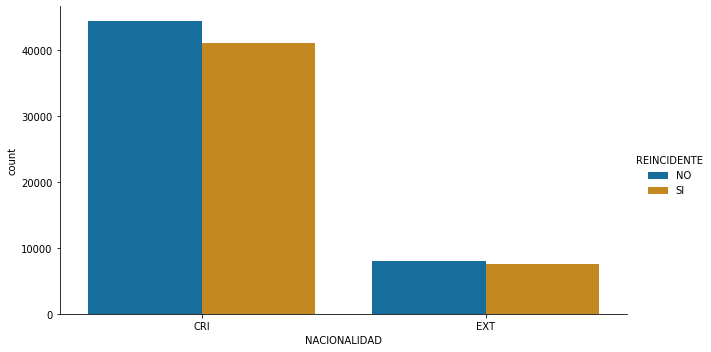 40000
30000
20000
10000
0
count
CRI
EXT
NACIONALIDAD
REINCIDENTE
NO
SI